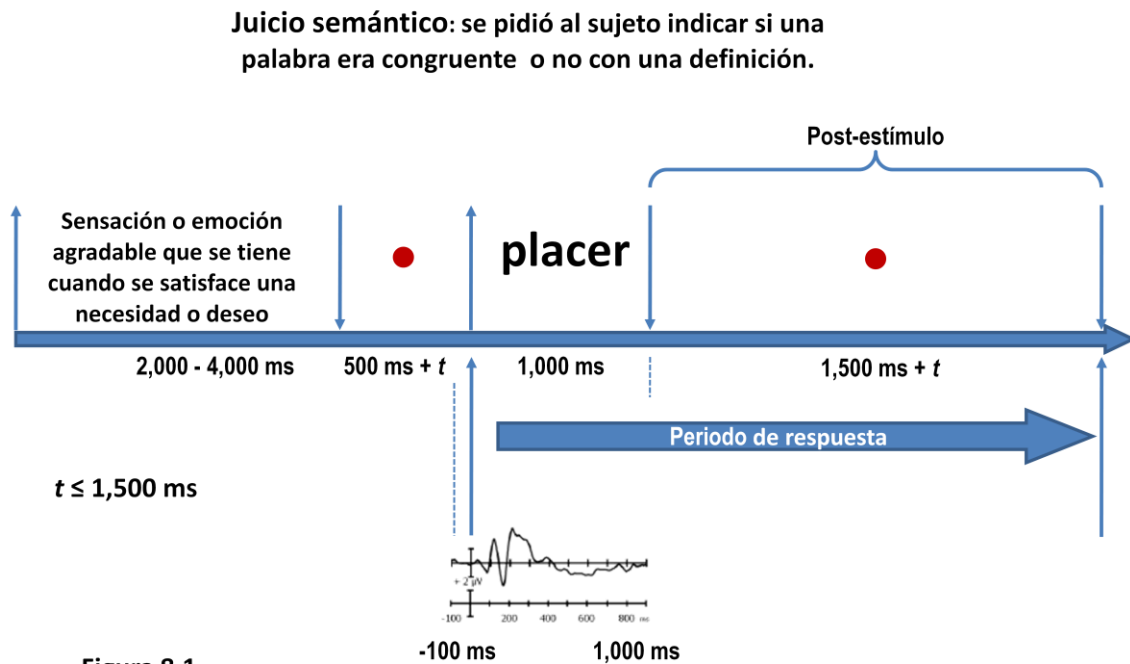 Juicio semántico: se pidió al sujeto indicar si una
palabra era congruente o no con una definición.
Post-estímulo
Sensación o emoción
agradable que se tiene
cuando se satisface una
necesidad o deseo
placer
2,000 - 4,000 ms
500 ms + t
1,000 ms
1,500 ms + t
Periodo de respuesta
t ≤ 1,500 ms
+ 2 µV
-100 200 400 600 800 ms
-100 ms
1,000 ms
Figura 8.1